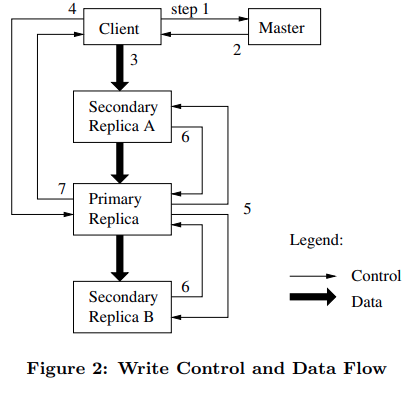 4
step 1
Client
Master
2
3
Secondary
Replica A
6
7
Primary
Replica
5
Legend:
Control
6
Secondary
Replica B
Data
Figure 2: Write Control and Data Flow